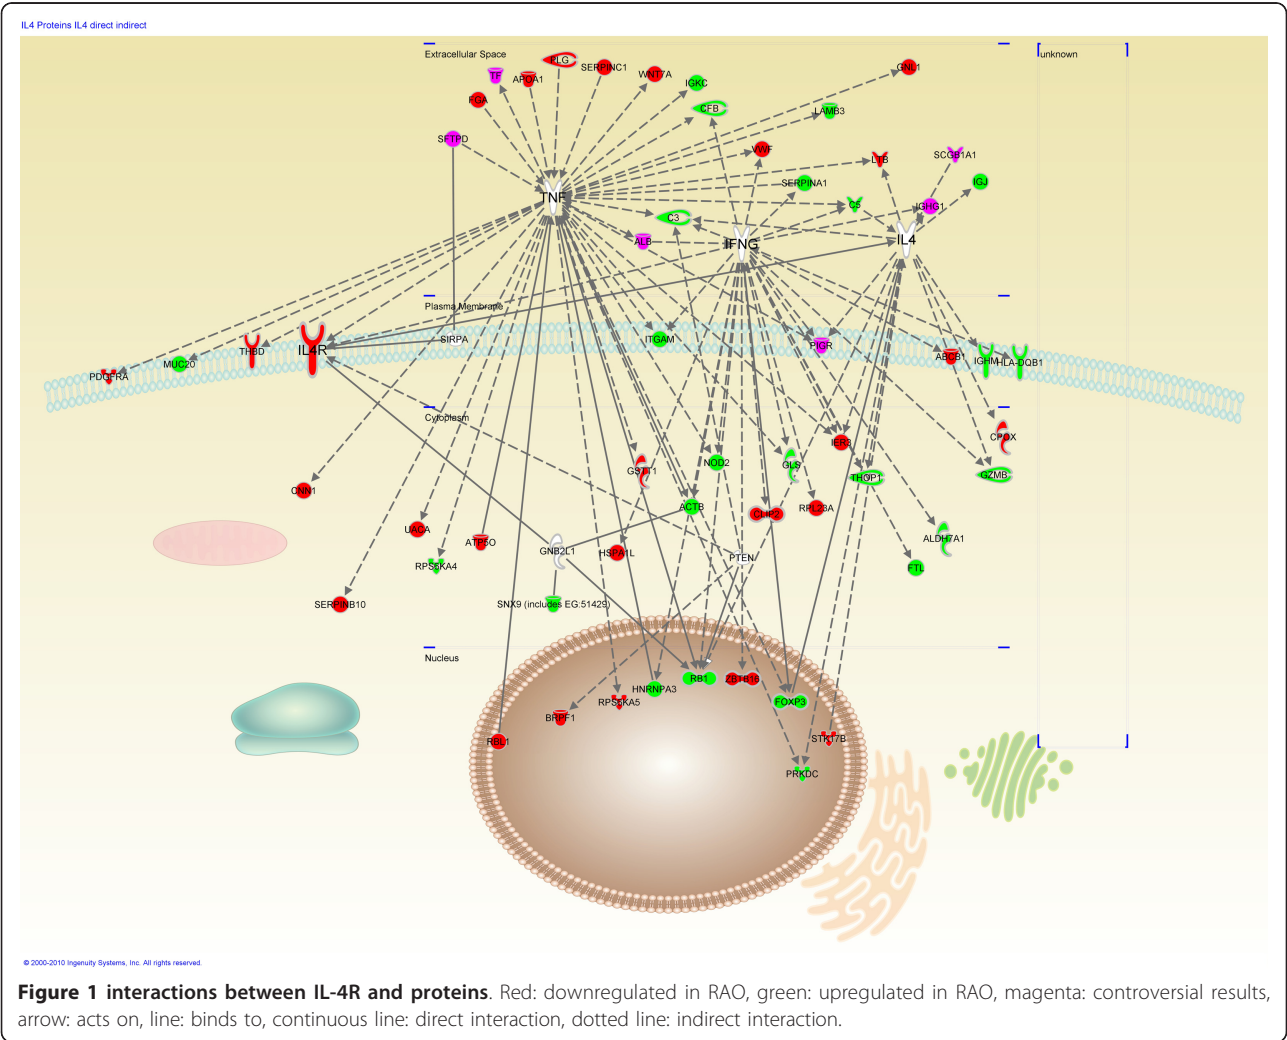 IL4 Proteins IL4 direct indirect
Extracellular Space
unknown
PLG
SERPINC1
GNL1
TF
APOA1
WNT7A
IGKC
FGA
CFB
LAMB3
SFTPD
VWF
LTB
SCGB1A1
SERPINA1
IGJ
TNF
C5
IGHG1
C3
ALB
IFNG
IL4
Plasma Membrane
SIRPA
ITGAM
PIGR
THBD
IL4R
ABCB1
IGHM
HLA-DQB1
MUC20
PDGFRA
Cytoplasm
CPOX
IER3
NOD2
GLS
GSTT1
THOP1
GZMB
CNN1
ACTB
CLIP2
RPL23A
UACA
ATP5O
ALDH7A1
GNB2L1
HSPA1L
PTEN
RPS6KA4
FTL
SERPINB10
SNX9 (includes EG:51429)
Nucleus
RB1
ZBTB16
HNRNPA3
RPS6KA5
FOXP3
BRPF1
RBL1
STK17B
PRKDC
© 2000-2010 Ingenuity Systems, Inc. All rights reserved.
Figure 1 interactions between IL-4R and proteins. Red: downregulated in RAO, green: upregulated in RAO, magenta: controversial results,
arrow: acts on, line: binds to, continuous line: direct interaction, dotted line: indirect interaction.